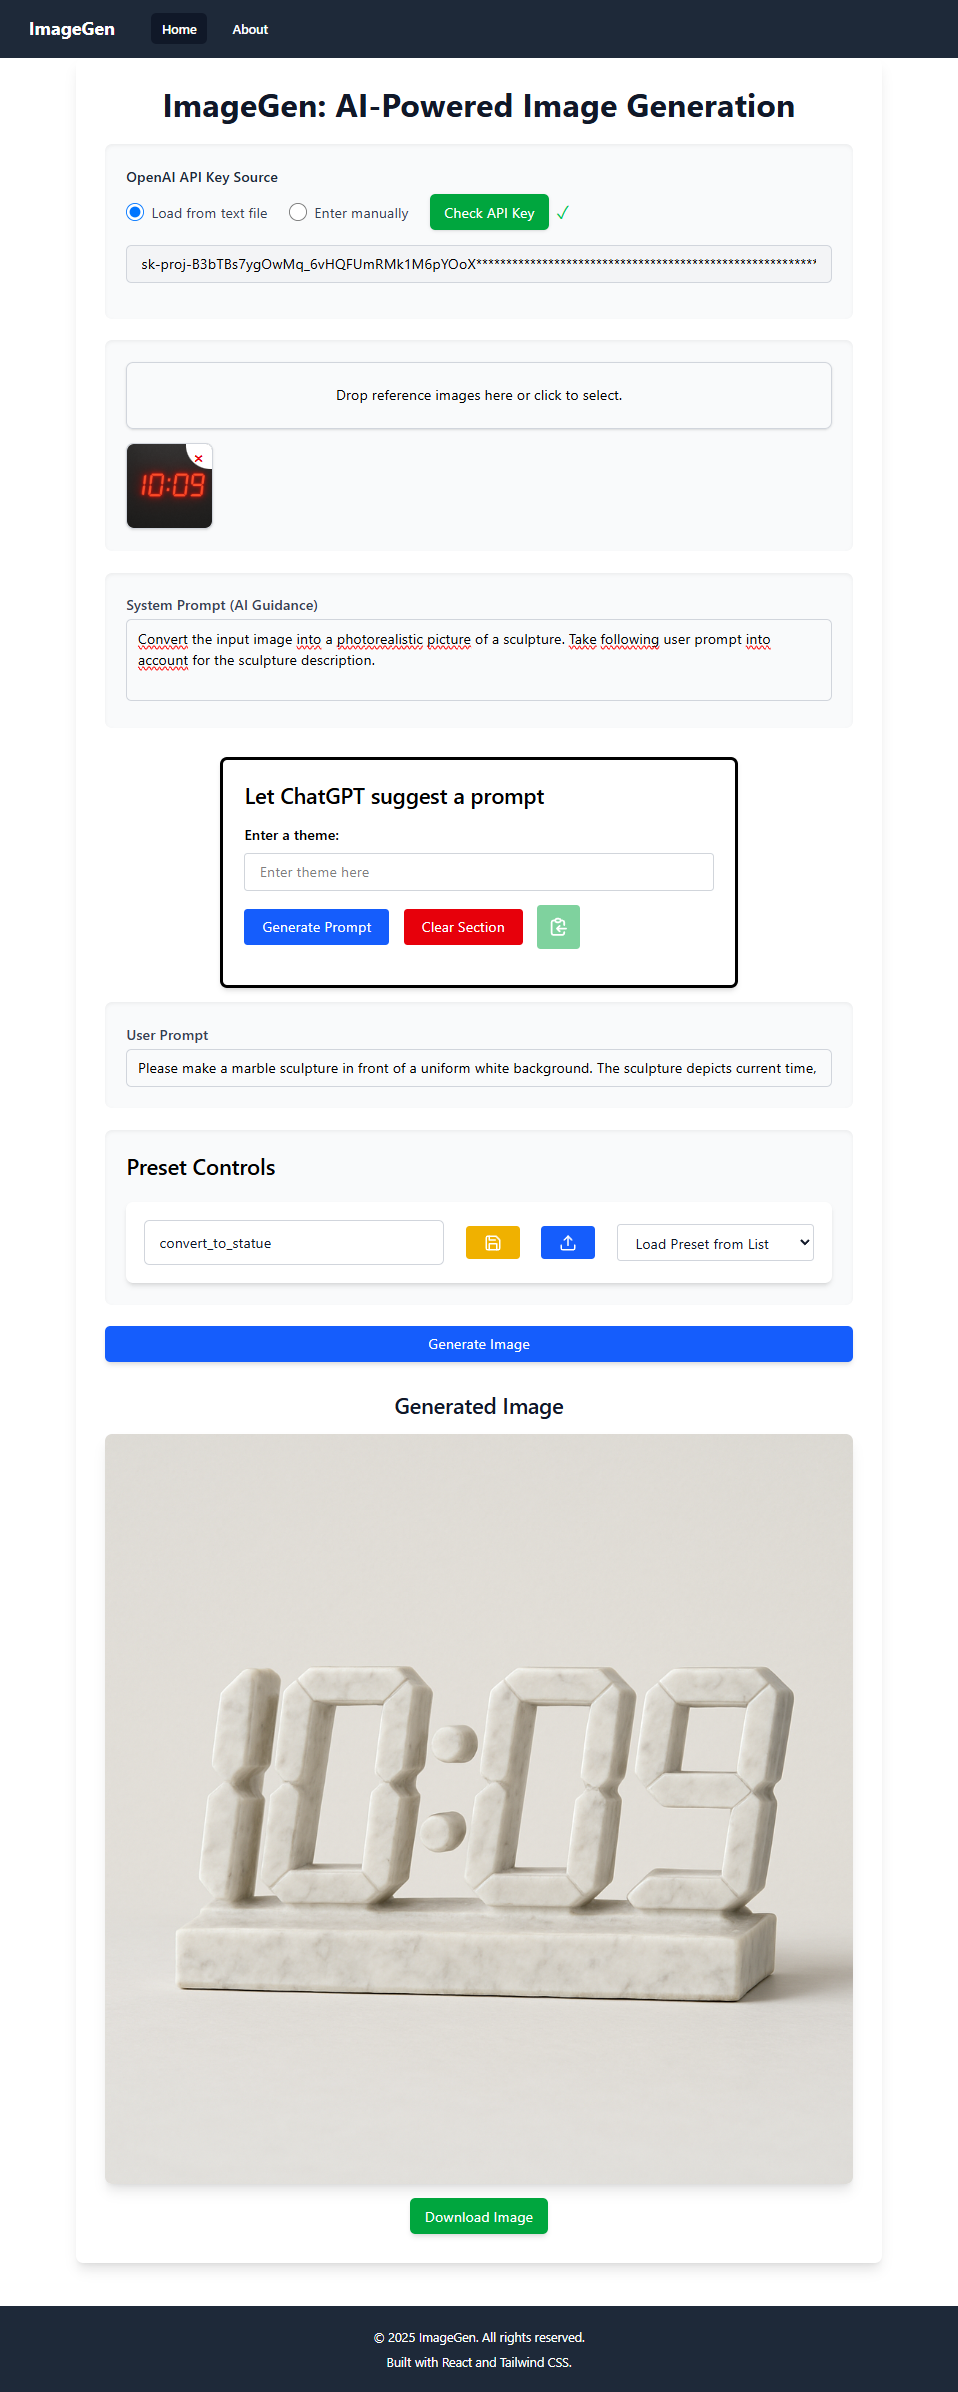 ImageGen Home About
ImageGen: AI-Powered Image Generation
OpenAI API Key Source
Load from text file Enter manually Check API Key ✓
sk-proj-B3bTBs7ygOwMq_6vHQFUmRMk1M6pYOoX*********************************************************
Drop reference images here or click to select.
×
10:09
System Prompt (AI Guidance)
Convert the input image into a photorealistic picture of a sculpture. Take following user prompt into
account for the sculpture description.
Let ChatGPT suggest a prompt
Enter a theme:
Enter theme here
Generate Prompt Clear Section
User Prompt
Please make a marble sculpture in front of a uniform white background. The sculpture depicts current time,
Preset Controls
convert_to_statue Load Preset from List
Generate Image
Generated Image
10:09
Download Image
© 2025 ImageGen. All rights reserved.
Built with React and Tailwind CSS.